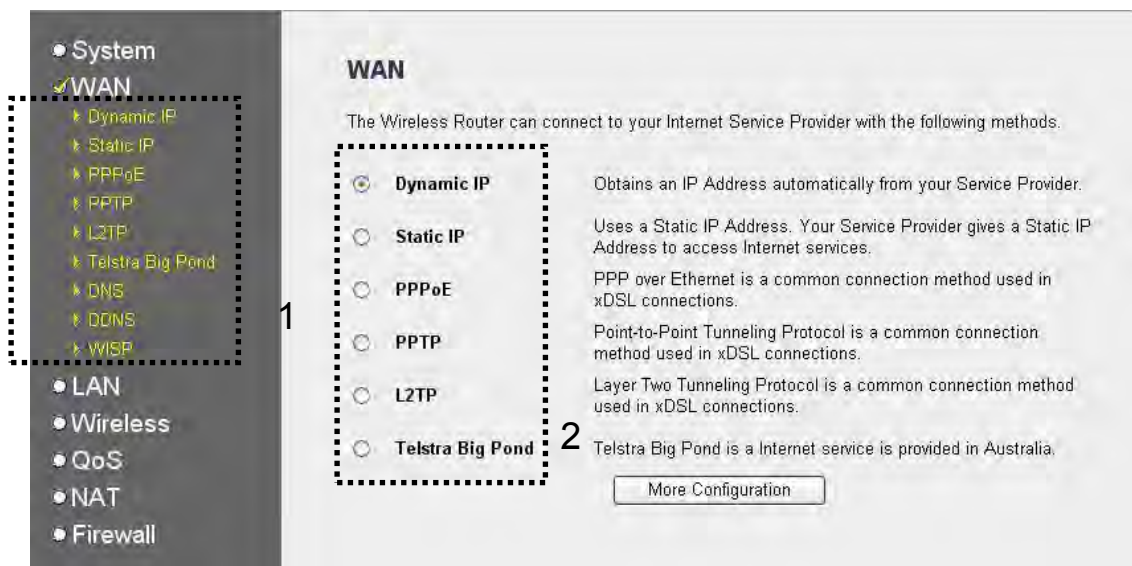 System
WAN
Dynamic IP
Static IP
PPPoE
PPTP
L2TP
Telstra Big Pond
DNS
DDNS
WISP
1
LAN
Wireless
QoS
NAT
Firewall
WAN
The Wireless Router can connect to your Internet Service Provider with the following methods.
Dynamic IP
Obtains an IP Address automatically from your Service Provider.
Static IP
Uses a Static IP Address. Your Service Provider gives a Static IP
Address to access Internet services.
PPPoE
PPP over Ethernet is a common connection method used in
xDSL connections.
PPTP
Point-to-Point Tunneling Protocol is a common connection
method used in xDSL connections.
L2TP
Layer Two Tunneling Protocol is a common connection method
used in xDSL connections.
Telstra Big Pond
2
Telstra Big Pond is a Internet service is provided in Australia.
More Configuration